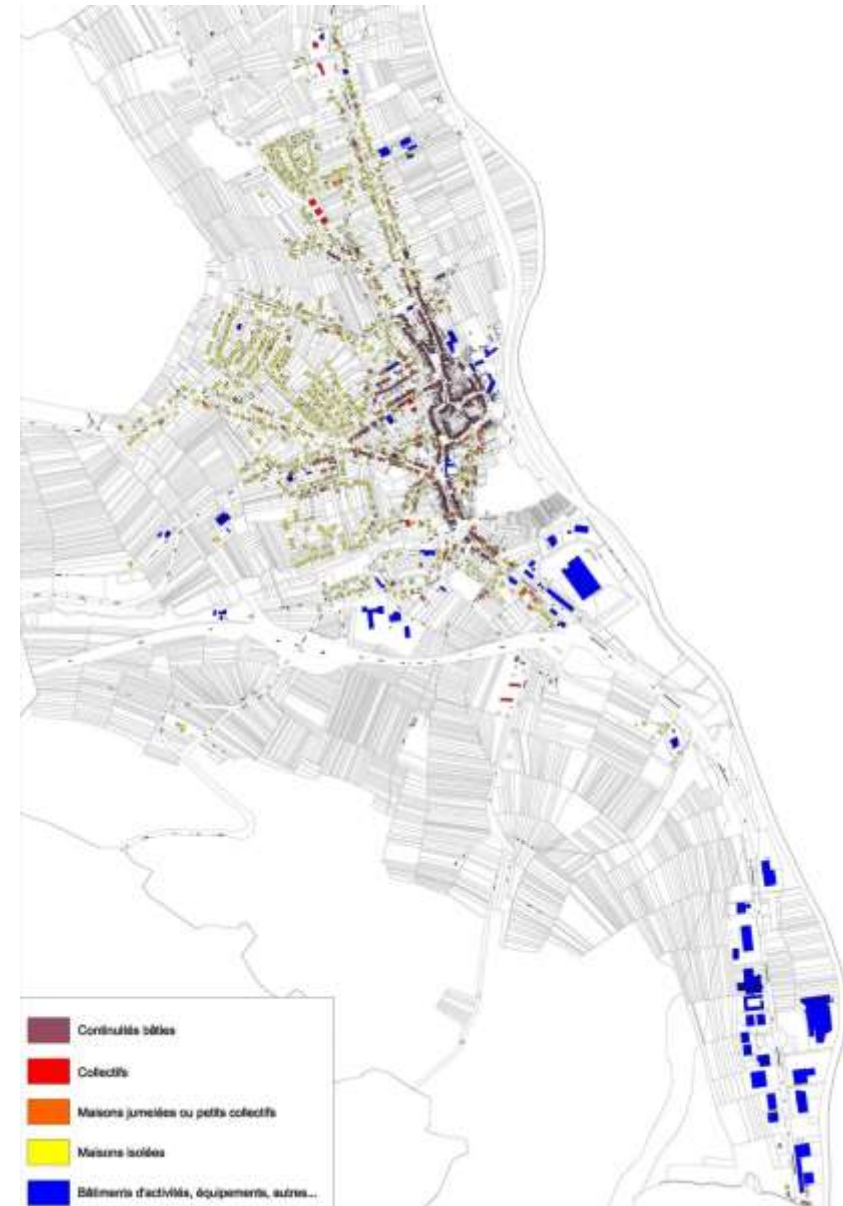 Continuités bâties
Collectifs
Maisons jumelées ou petits collectifs
Maisons isolées
Bâtiments d'activités, équipements, autres...